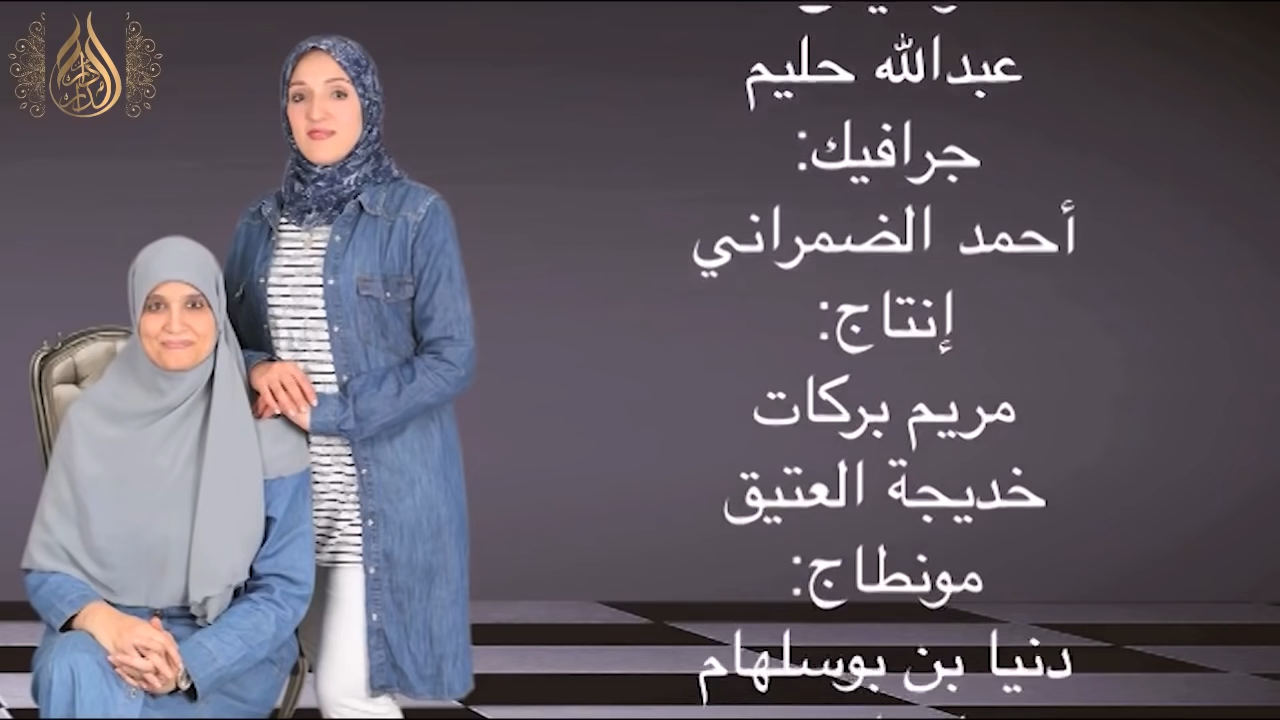 عبدالله حليم
جرافيك:
أحمد الضمراني
إنتاج:
مريم بركات
خديجة العتيق
مونطاج:
دنيا بن بوسلهام